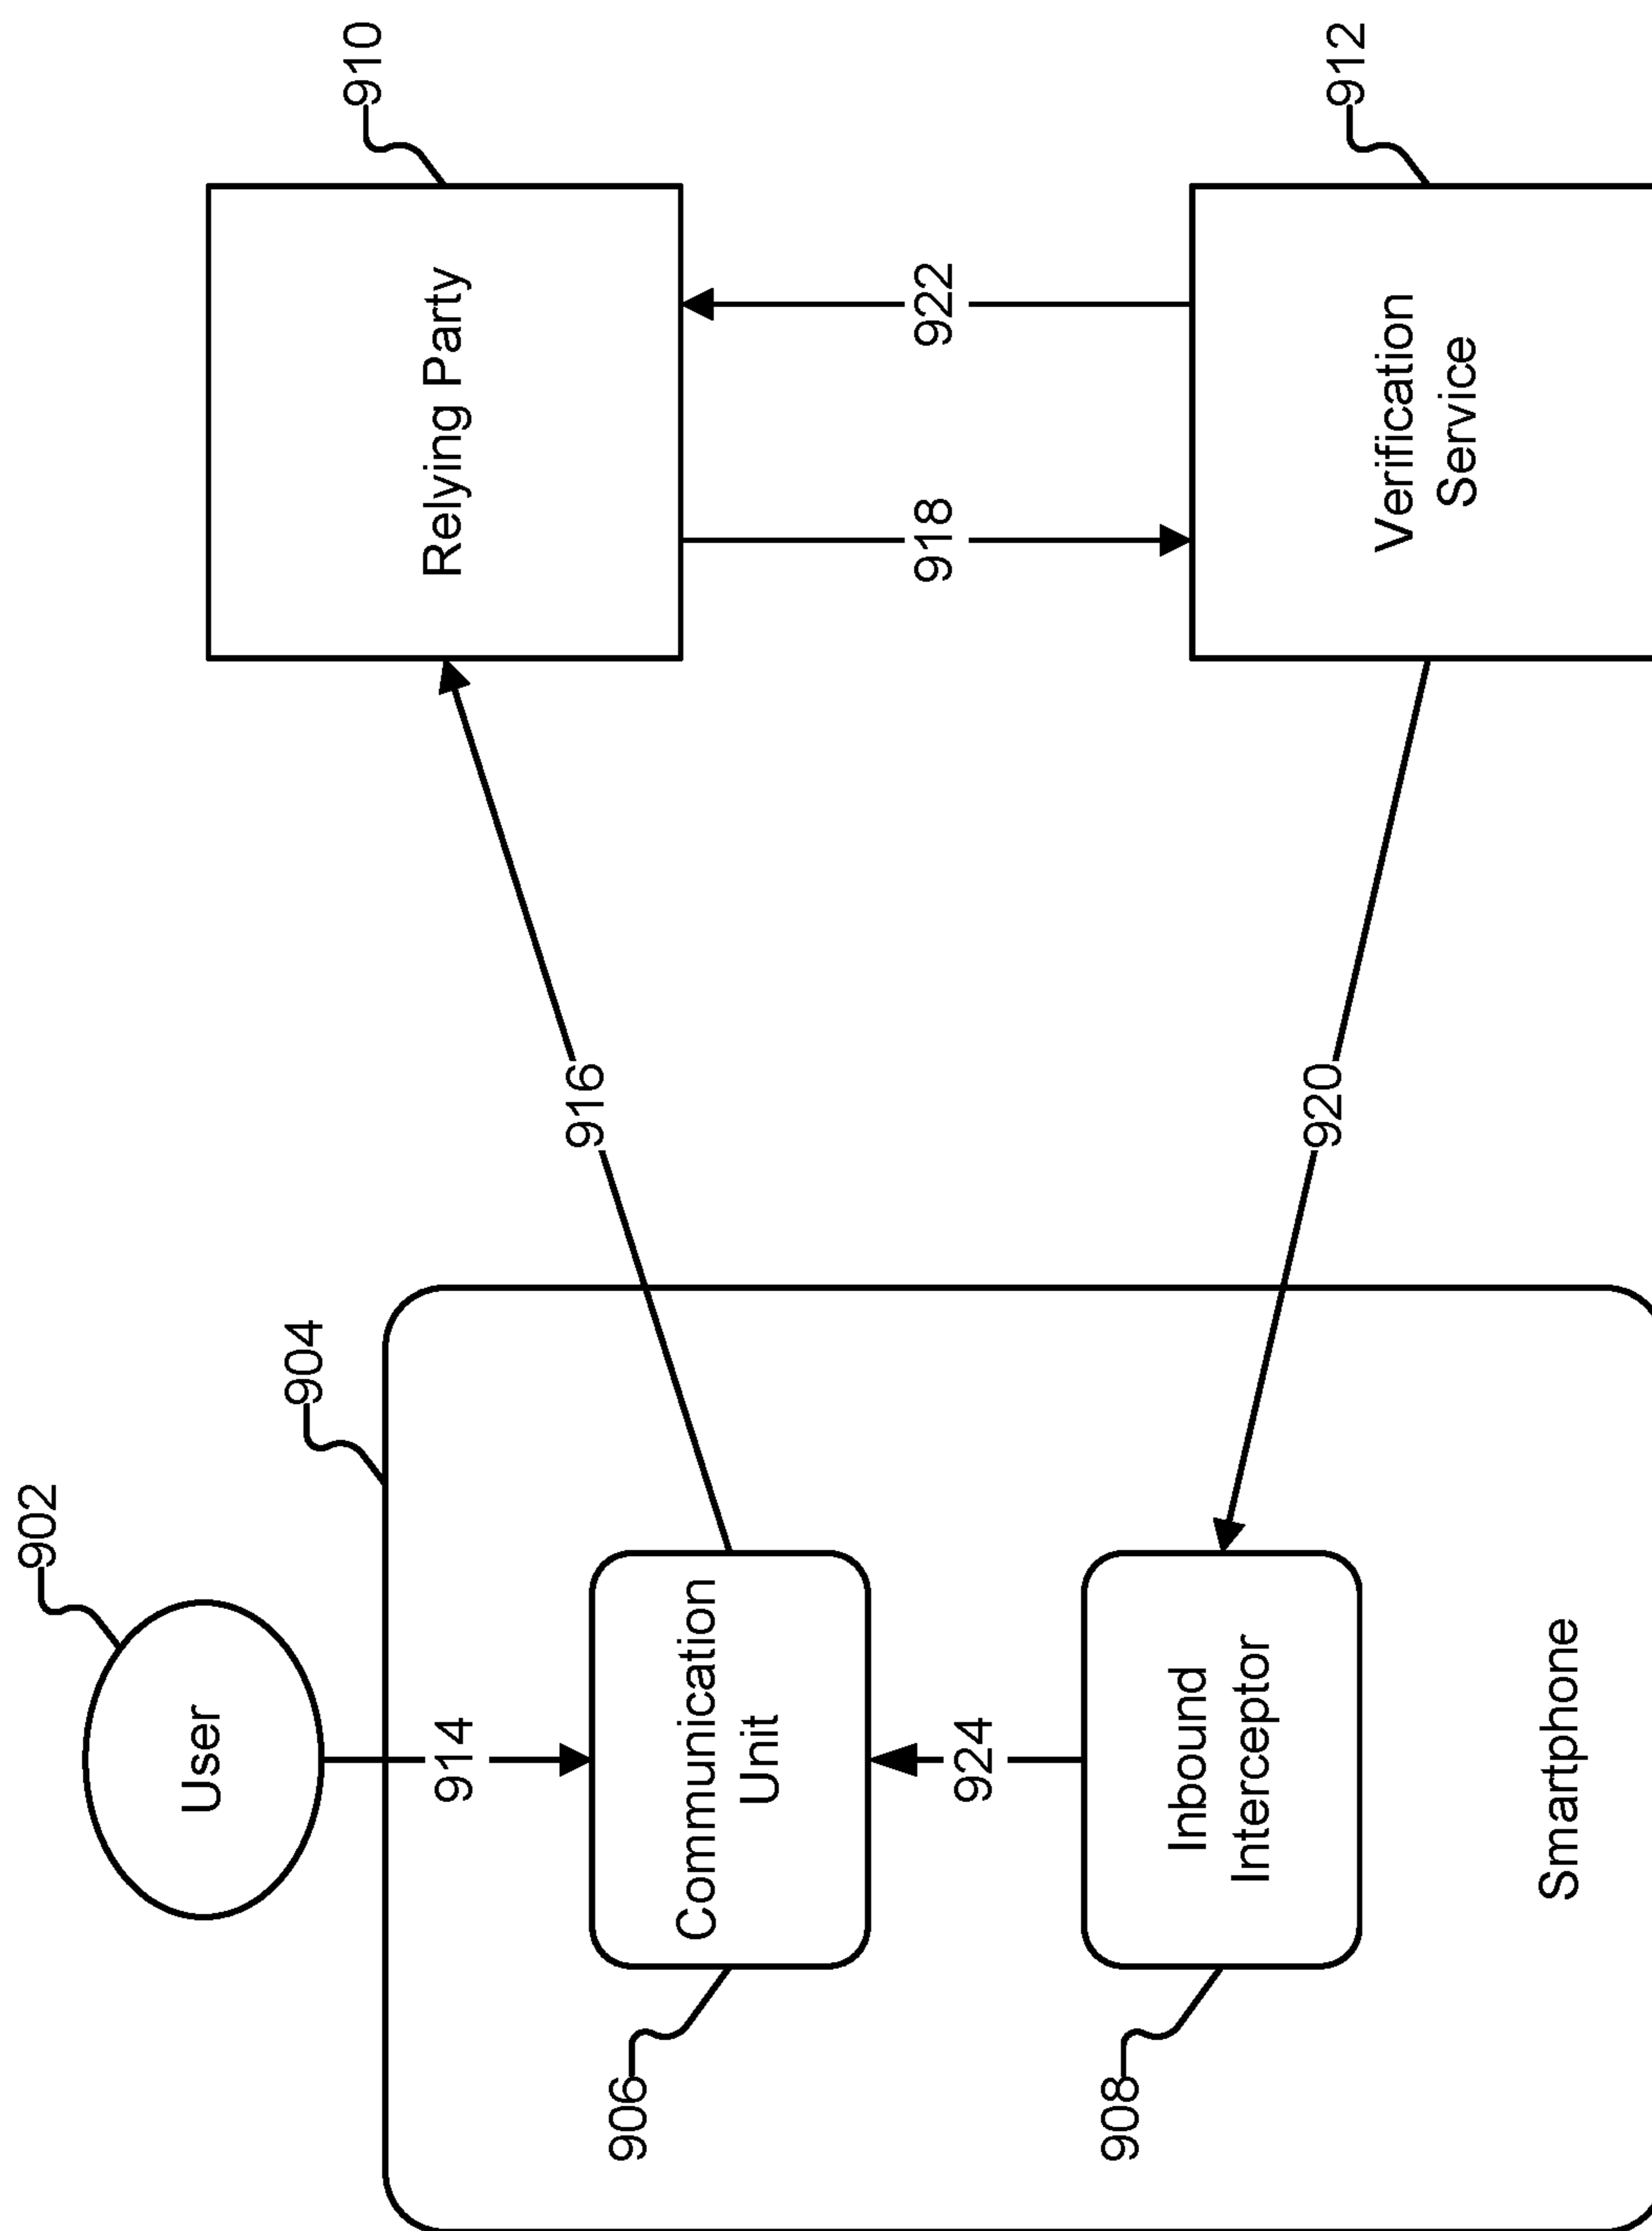 902
User
904
914
910
Relying Party
906
Communication
Unit
916
924
918
922
908
Inbound
Interceptor
920
912
Verification
Service
Smartphone